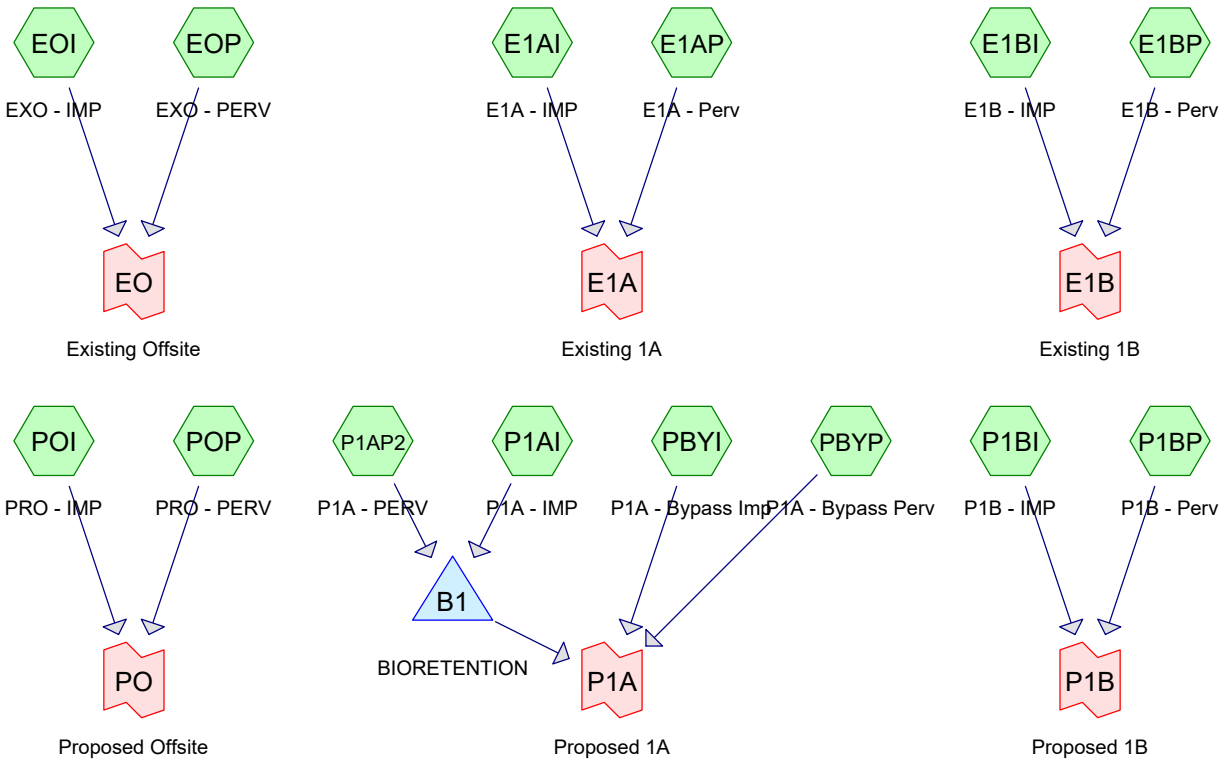 EOI
EOP
E1AI
E1AP
E1BI
E1BP
EXO - IMP
EXO - PERV
E1A - IMP
E1A - Perv
E1B - IMP
E1B - Perv
EO
E1A
E1B
Existing Offsite
Existing 1A
Existing 1B
POI
POP
P1AP2
P1AI
PBYI
PBYP
P1BI
P1BP
PRO - IMP
PRO - PERV
P1A - PERV
P1A - IMP
P1A - Bypass Imp
P1A - Bypass Perv
P1B - IMP
P1B - Perv
B1
BIORETENTION
PO
P1A
P1B
Proposed Offsite
Proposed 1A
Proposed 1B